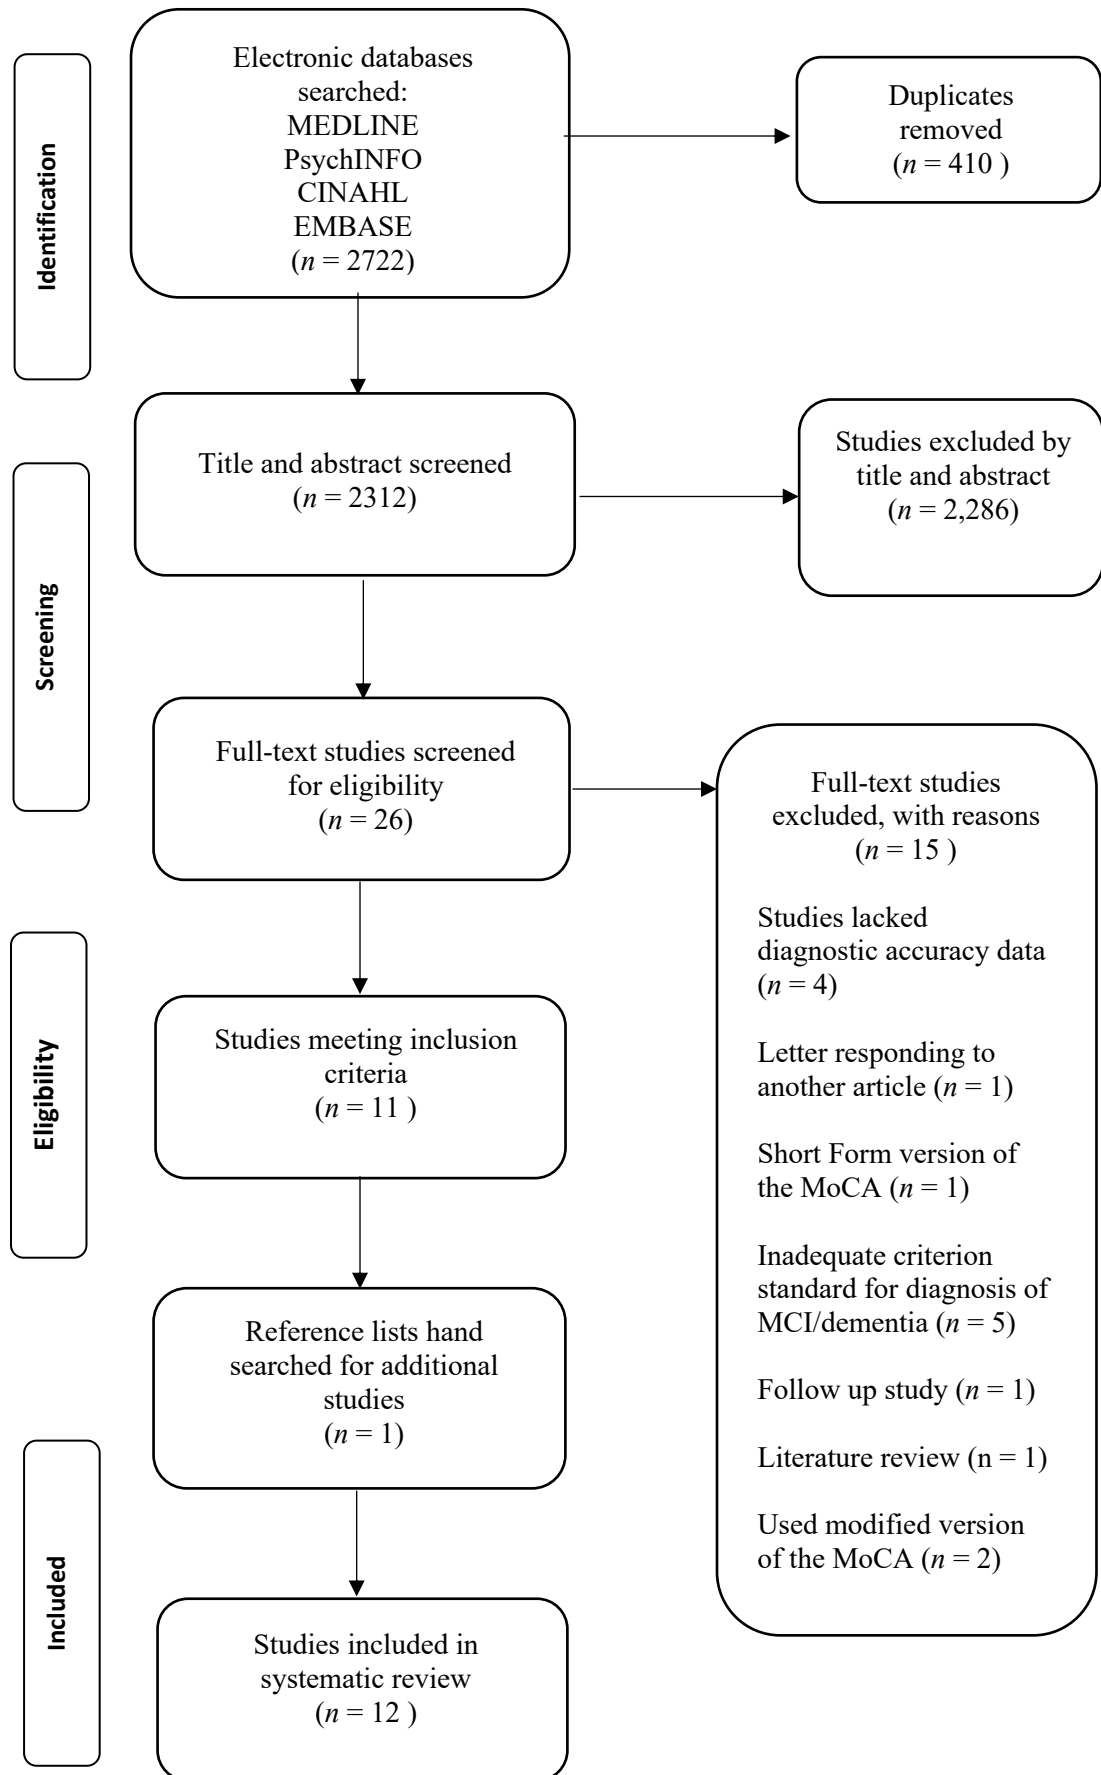 Identification
Electronic databases
searched:
MEDLINE
PsychINFO
CINAHL
EMBASE
(n = 2722)
Duplicates
removed
(n = 410 )
Screening
Title and abstract screened
(n = 2312)
Studies excluded by
title and abstract
(n = 2,286)
Full-text studies screened
for eligibility
(n = 26)
Full-text studies
excluded, with reasons
(n = 15 )
Studies lacked
diagnostic accuracy data
(n = 4)
Letter responding to
another article (n = 1)
Short Form version of
the MoCA (n = 1)
Inadequate criterion
standard for diagnosis of
MCI/dementia (n = 5)
Follow up study (n = 1)
Literature review (n = 1)
Used modified version
of the MoCA (n = 2)
Eligibility
Studies meeting inclusion
criteria
(n = 11 )
Reference lists hand
searched for additional
studies
(n = 1)
Included
Studies included in
systematic review
(n = 12 )